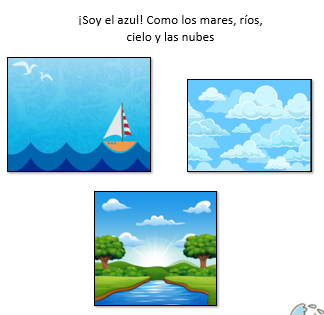 ¡Soy el azul! Como los mares, ríos,
cielo y las nubes